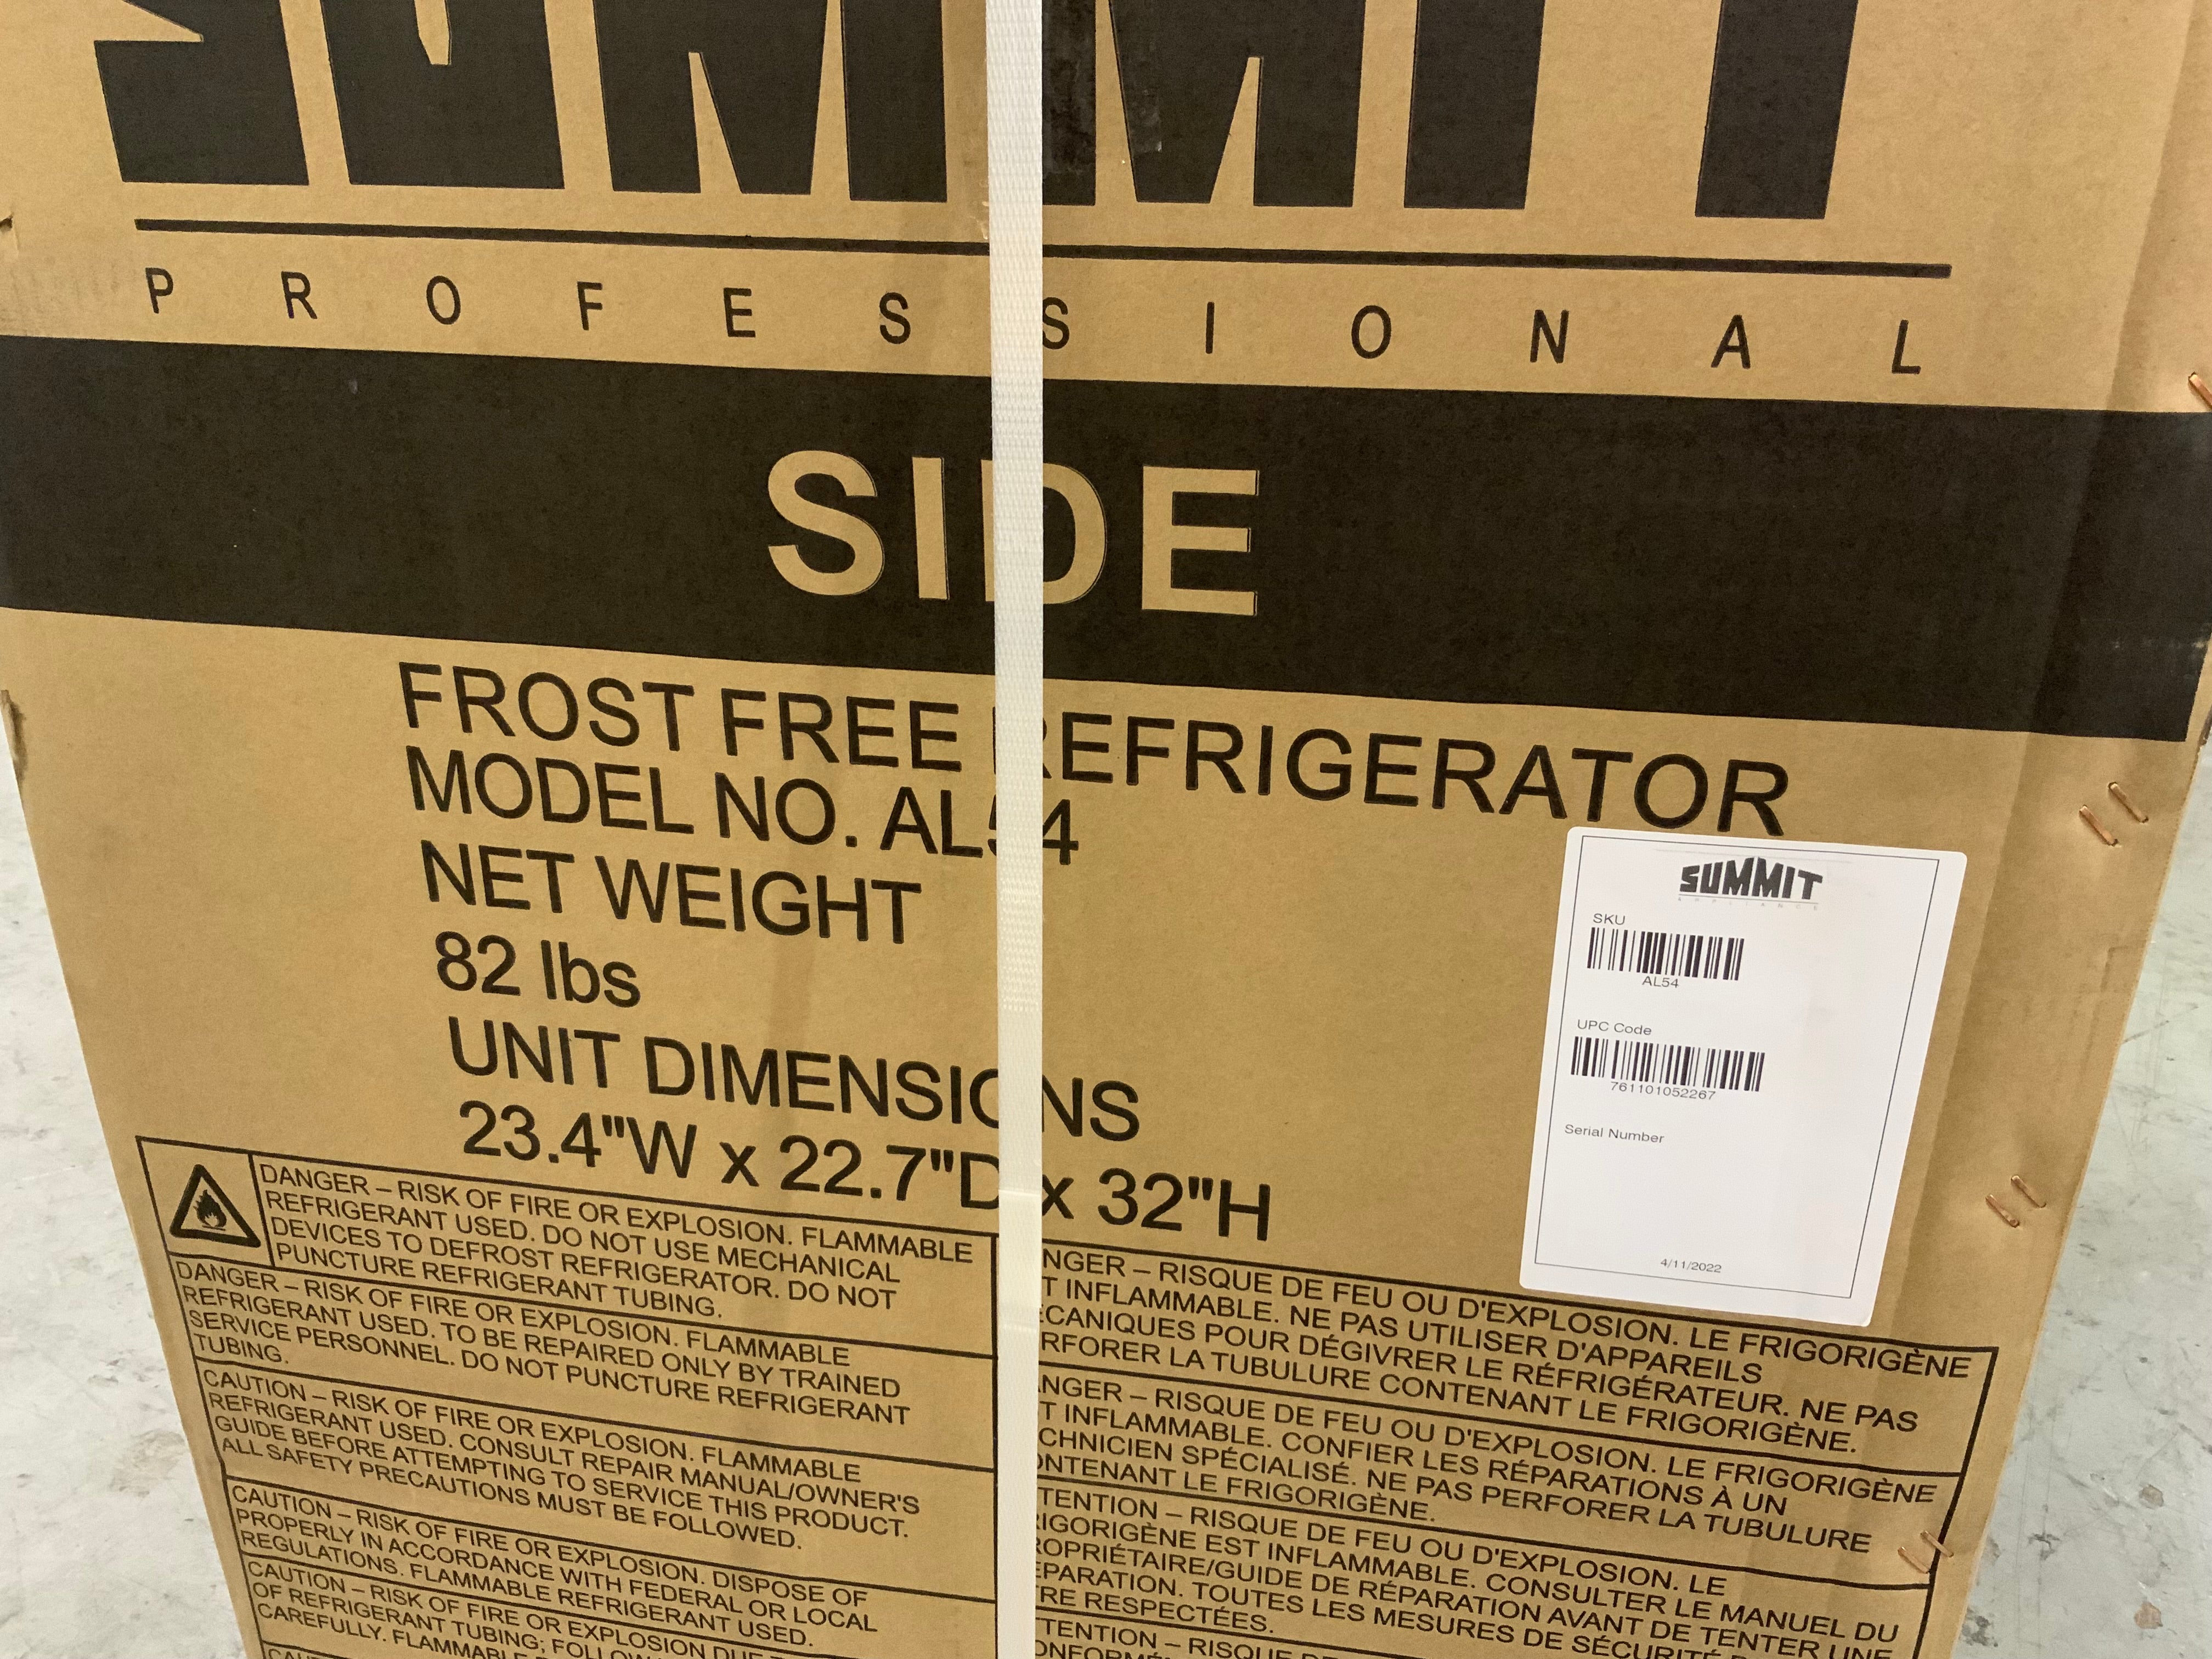 SUMMIT
PROFESSIONAL
SIDE
FROST FREE REFRIGERATOR
MODEL NO. AL54
NET WEIGHT
82 lbs
UNIT DIMENSIONS
23.4"W x 22.7"D x 32"H
SUMMIT
APPLIANCE
SKU
AL54
UPC Code
761101052267
Serial Number
4/11/2022
DANGER – RISK OF FIRE OR EXPLOSION. FLAMMABLE
REFRIGERANT USED. DO NOT USE MECHANICAL
DEVICES TO DEFROST REFRIGERATOR. DO NOT
PUNCTURE REFRIGERANT TUBING.
DANGER – RISK OF FIRE OR EXPLOSION. FLAMMABLE
REFRIGERANT USED. TO BE REPAIRED ONLY BY TRAINED
SERVICE PERSONNEL. DO NOT PUNCTURE REFRIGERANT
TUBING.
CAUTION – RISK OF FIRE OR EXPLOSION. FLAMMABLE
REFRIGERANT USED. CONSULT REPAIR MANUAL/OWNER'S
GUIDE BEFORE ATTEMPTING TO SERVICE THIS PRODUCT.
ALL SAFETY PRECAUTIONS MUST BE FOLLOWED.
CAUTION – RISK OF FIRE OR EXPLOSION. DISPOSE OF
PROPERLY IN ACCORDANCE WITH FEDERAL OR LOCAL
REGULATIONS. FLAMMABLE REFRIGERANT USED.
CAUTION – RISK OF FIRE OR EXPLOSION DUE
OF REFRIGERANT TUBING; FOLLOW
CAREFULLY. FLAMMABLE
NGER – RISQUE DE FEU OU D'EXPLOSION. LE FRIGORIGÈNE
T INFLAMMABLE. NE PAS UTILISER D'APPAREILS
CANIQUES POUR DÉGIVRER LE RÉFRIGÉRATEUR. NE PAS
RFORER LA TUBULURE CONTENANT LE FRIGORIGÈNE.
NGER – RISQUE DE FEU OU D'EXPLOSION. LE FRIGORIGÈNE
T INFLAMMABLE. CONFIER LES RÉPARATIONS À UN
CHNICIEN SPÉCIALISÉ. NE PAS PERFORER LA TUBULURE
NTENANT LE FRIGORIGÈNE.
TENTION – RISQUE DE FEU OU D'EXPLOSION. LE
IGORIGÈNE EST INFLAMMABLE. CONSULTER LE MANUEL DU
OPRIÉTAIRE/GUIDE DE RÉPARATION AVANT DE TENTER UNE
PARATION. TOUTES LES MESURES DE SÉCURITÉ
RE RESPECTÉES.
TENTION – RISQUE